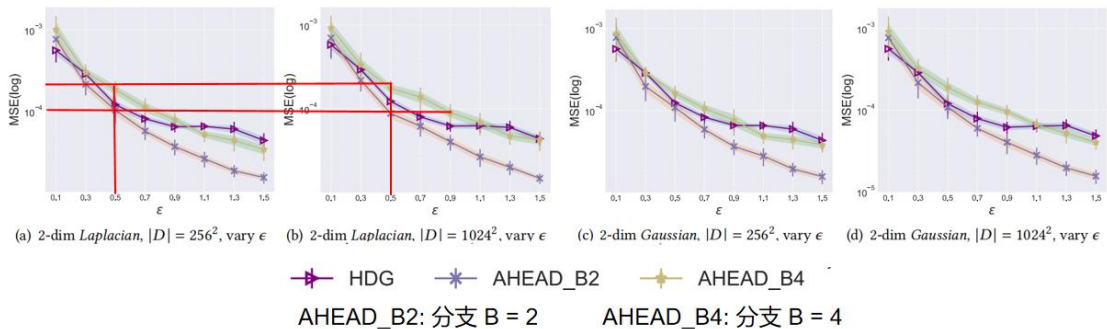 10⁻³ 10⁻³ 10⁻³ 10⁻³
MSE(log) MSE(log) MSE(log) MSE(log)
10⁻⁴ 10⁻⁴ 10⁻⁴ 10⁻⁴
10⁻⁵
0.1 0.3 0.5 0.7 0.9 1.1 1.3 1.5 0.1 0.3 0.5 0.7 0.9 1.1 1.3 1.5 0.1 0.3 0.5 0.7 0.9 1.1 1.3 1.5 0.1 0.3 0.5 0.7 0.9 1.1 1.3 1.5
ε ε ε ε
(a) 2-dim Laplacian, |D| = 256², vary ϵ (b) 2-dim Laplacian, |D| = 1024², vary ϵ (c) 2-dim Gaussian, |D| = 256², vary ϵ (d) 2-dim Gaussian, |D| = 1024², vary ϵ
HDG AHEAD_B2 AHEAD_B4
AHEAD_B2: 分支 B = 2 AHEAD_B4: 分支 B = 4